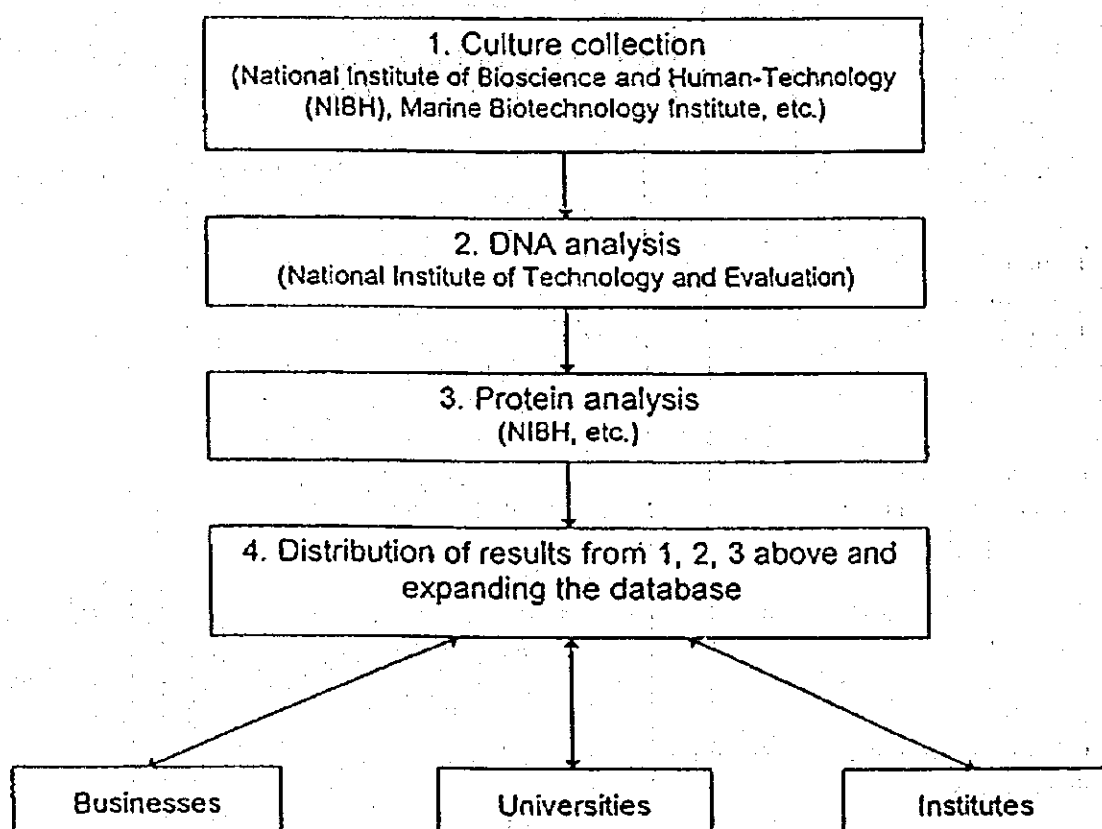 1. Culture collection
(National Institute of Bioscience and Human-Technology
(NIBH), Marine Biotechnology Institute, etc.)
2. DNA analysis
(National Institute of Technology and Evaluation)
3. Protein analysis
(NIBH, etc.)
4. Distribution of results from 1, 2, 3 above and
expanding the database
Businesses
Universities
Institutes